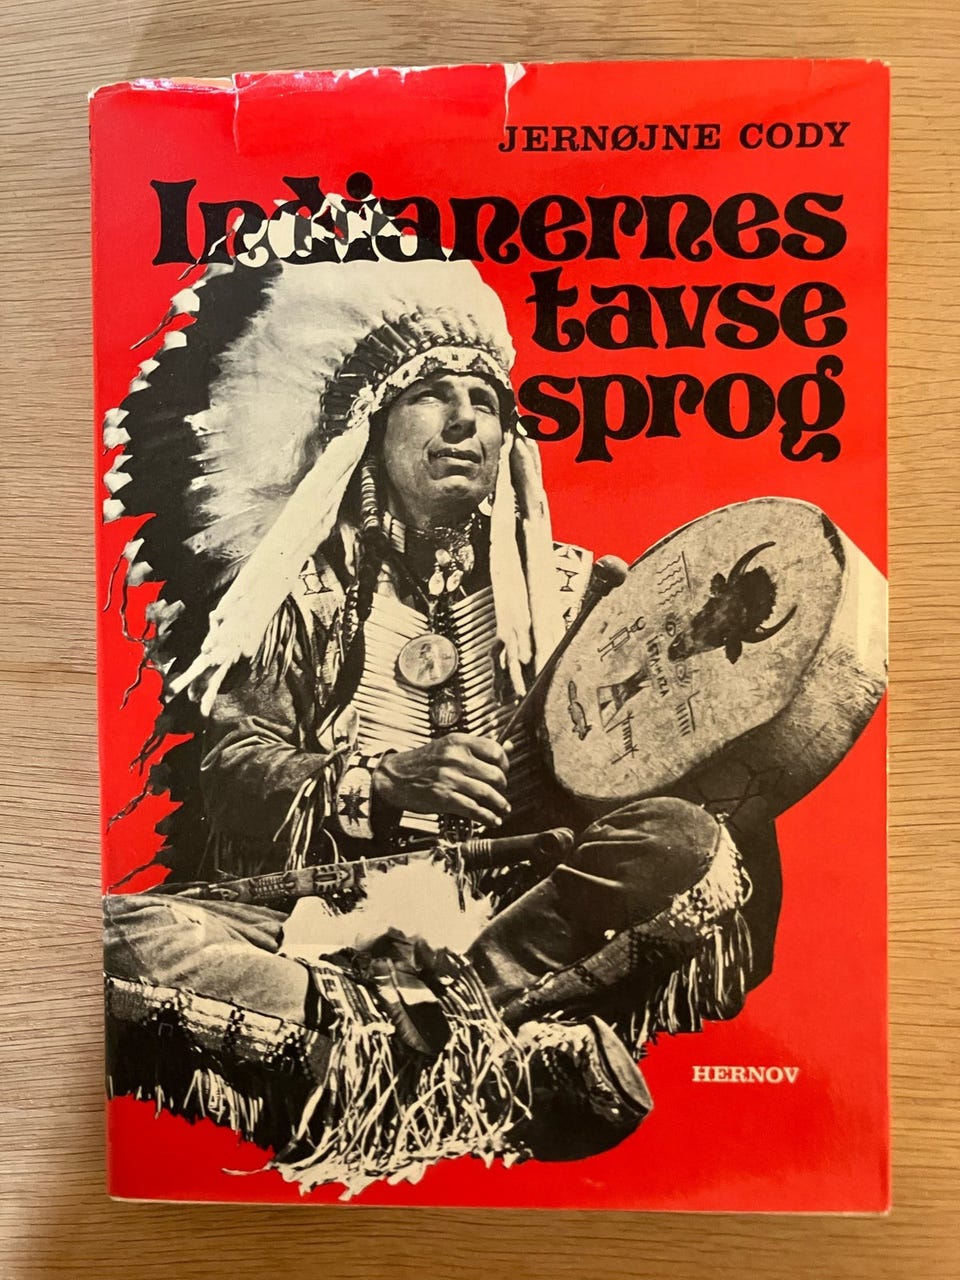 JERNØJNE CODY
Indianernes
tavse
sprog
HERNOV